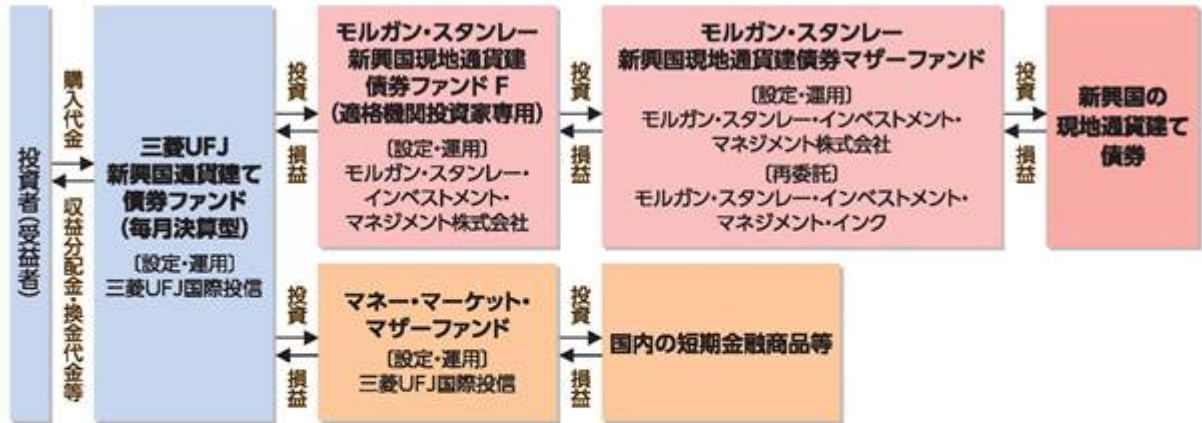 投資者(受益者)
購入代金
収益分配金・換金代金等
三菱UFJ
新興国通貨建て
債券ファンド
(毎月決算型)
〔設定・運用〕
三菱UFJ国際投信
投資
損益
モルガン・スタンレー
新興国現地通貨建
債券ファンドF
(適格機関投資家専用)
〔設定・運用〕
モルガン・スタンレー・
インベストメント・
マネジメント株式会社
投資
損益
モルガン・スタンレー
新興国現地通貨建債券マザーファンド
〔設定・運用〕
モルガン・スタンレー・インベストメント・
マネジメント株式会社
〔再委託〕
モルガン・スタンレー・インベストメント・
マネジメント・インク
投資
損益
新興国の
現地通貨建て
債券
投資
損益
マネー・マーケット・
マザーファンド
〔設定・運用〕
三菱UFJ国際投信
投資
損益
国内の短期金融商品等